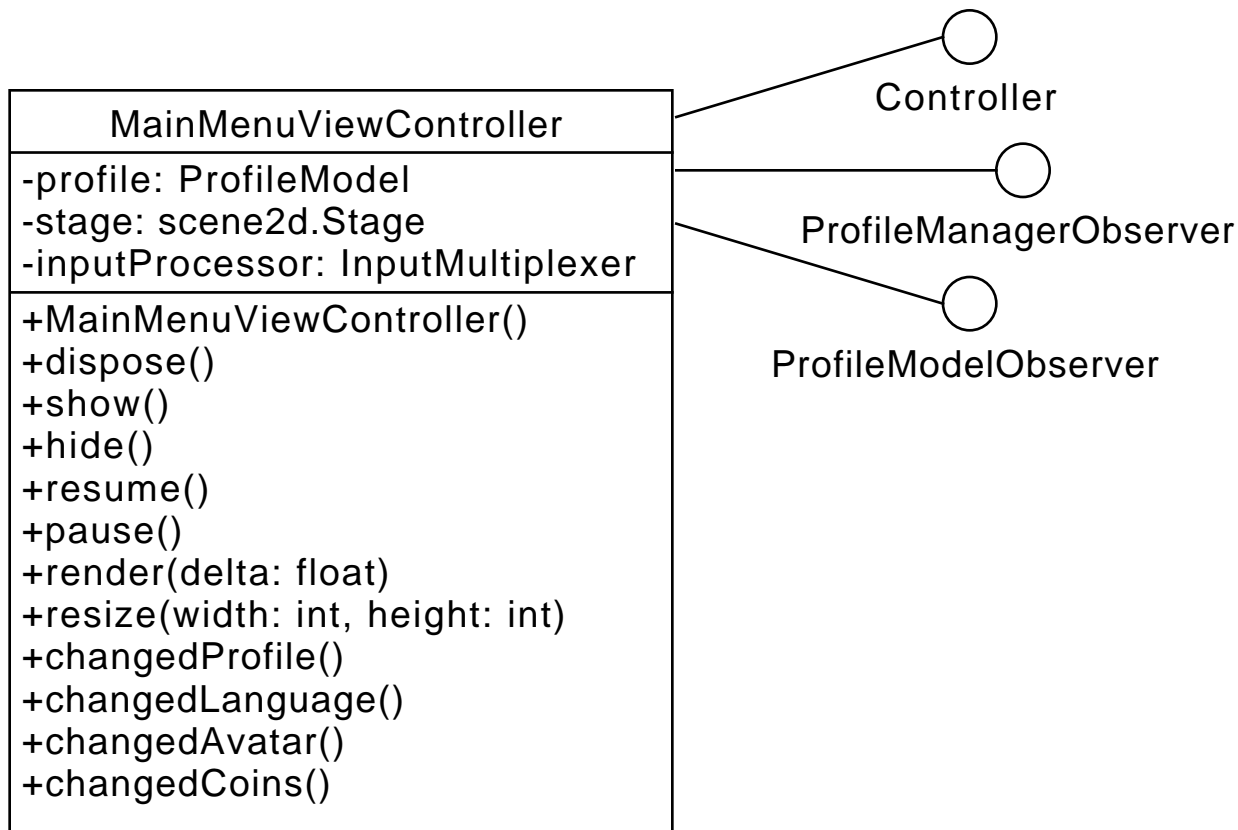 MainMenuViewController
-profile: ProfileModel
-stage: scene2d.Stage
-inputProcessor: InputMultiplexer
+MainMenuViewController()
+dispose()
+show()
+hide()
+resume()
+pause()
+render(delta: float)
+resize(width: int, height: int)
+changedProfile()
+changedLanguage()
+changedAvatar()
+changedCoins()
Controller
ProfileManagerObserver
ProfileModelObserver